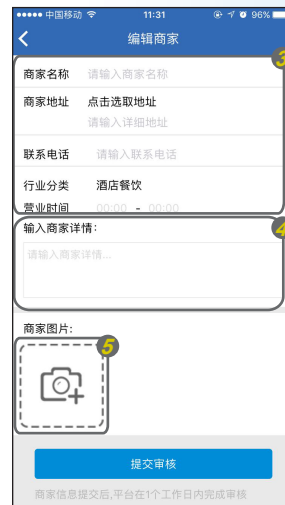 中国移动 11:31 96%
编辑商家
3
商家名称 请输入商家名称
商家地址 点击选取地址
请输入详细地址
联系电话 请输入联系电话
行业分类 酒店餐饮
营业时间 00:00 - 00:00
输入商家详情:
4
请输入商家详情...
商家图片:
5
提交审核
商家信息提交后,平台在1个工作日内完成审核